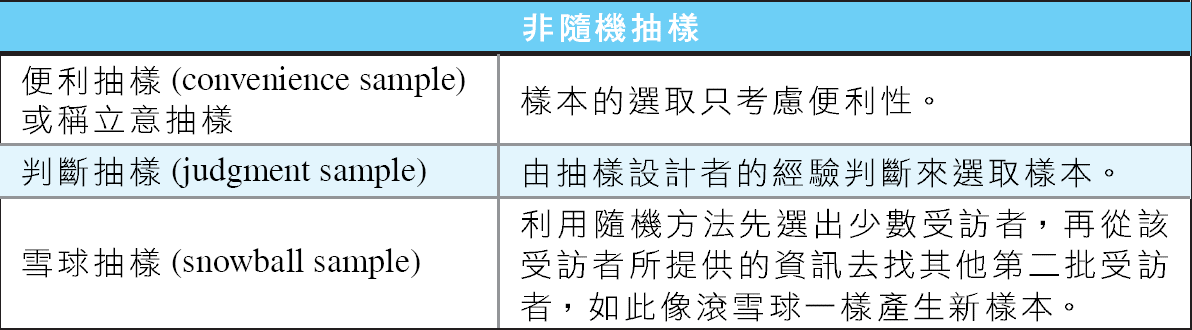 非隨機抽樣
便利抽樣 (convenience sample)
或稱立意抽樣
樣本的選取只考慮便利性。
判斷抽樣 (judgment sample)
由抽樣設計者的經驗判斷來選取樣本。
雪球抽樣 (snowball sample)
利用隨機方法先選出少數受訪者，再從該
受訪者所提供的資訊去找其他第二批受訪
者，如此像滾雪球一樣產生新樣本。